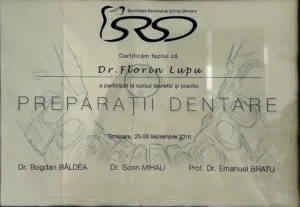 Societatea Română de Științe Dentare
SRSD
Certificăm faptul că
Dr. Florin Lupu
a participat la cursul teoretic și practic
PREPARAȚII DENTARE
Timișoara, 25-26 Septembrie 2015
Dr. Bogdan BÂLDEA Dr. Sorin MIHALI Prof. Dr. Emanuel BRATU